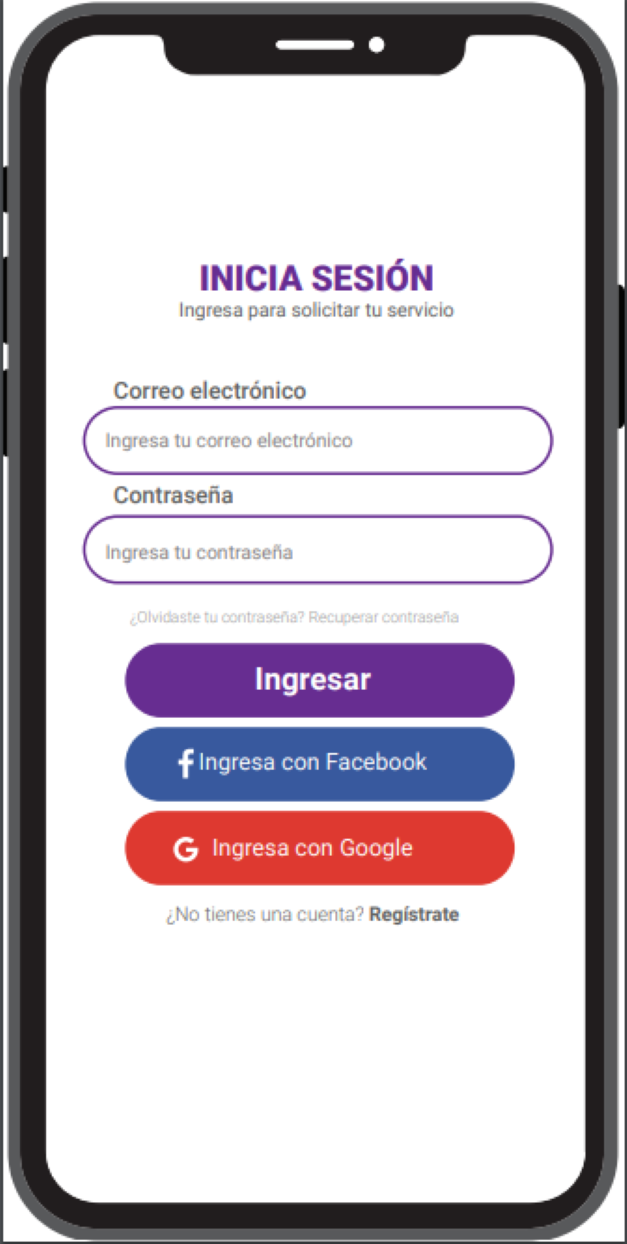 INICIA SESIÓN
Ingresa para solicitar tu servicio
Correo electrónico
Ingresa tu correo electrónico
Contraseña
Ingresa tu contraseña
¿Olvidaste tu contraseña? Recuperar contraseña
Ingresar
Ingresa con Facebook
Ingresa con Google
¿No tienes una cuenta? Regístrate